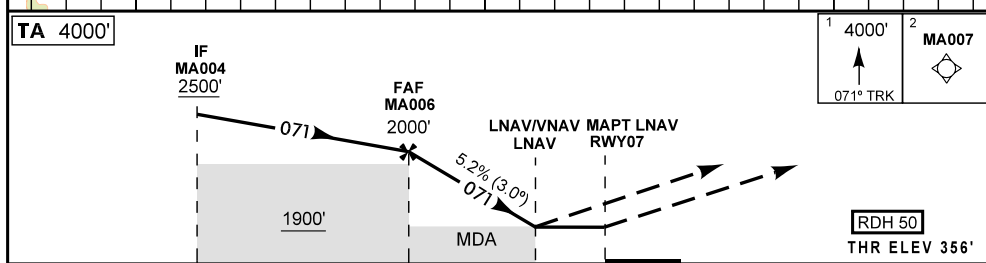 TA 4000'
IF
MA004
2500'
FAF
MA006
2000'
LNAV/VNAV
LNAV
MAPT LNAV
RWY07
1 4000'
071° TRK
2
MA007
071
5.2% (3.0°)
071
1900'
MDA
RDH 50
THR ELEV 356'